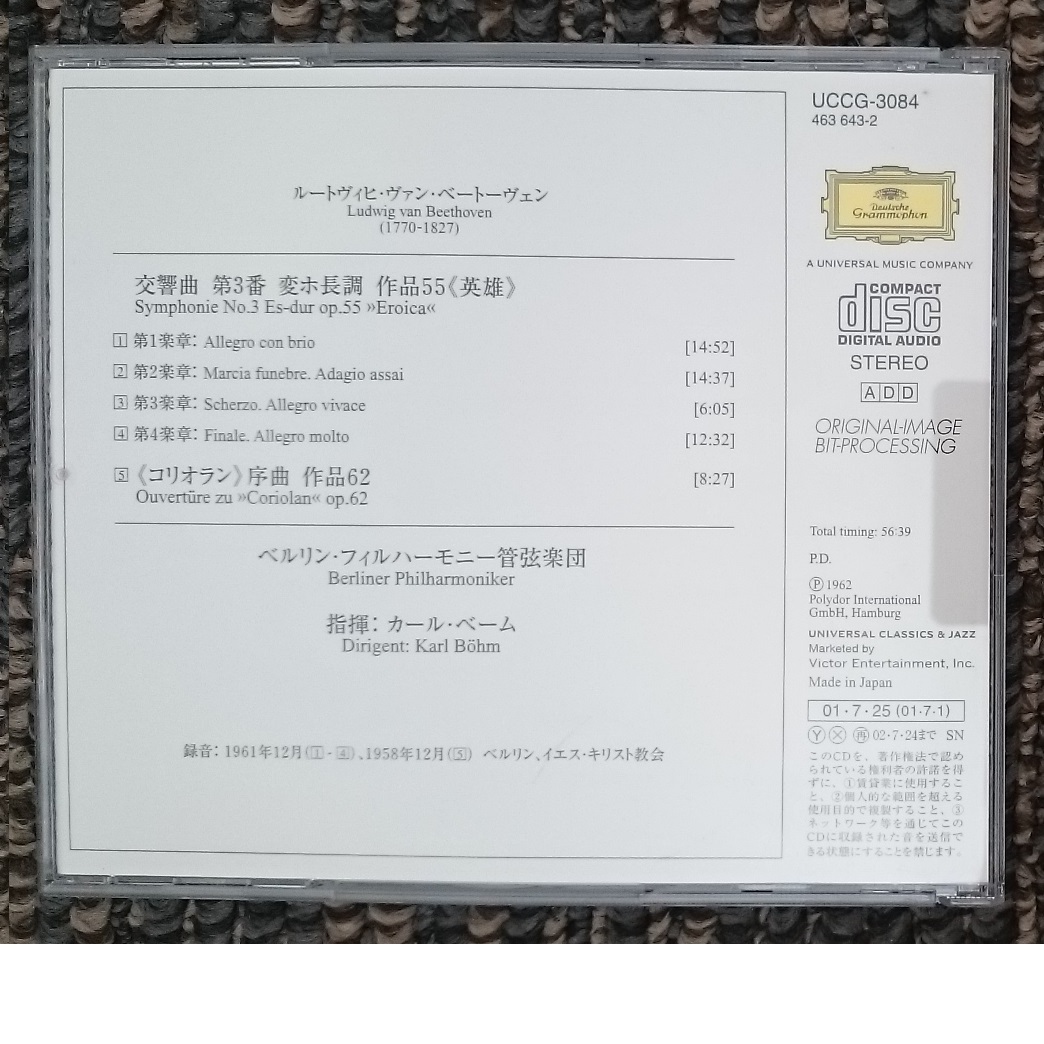 ルートヴィヒ・ヴァン・ベートーヴェン
Ludwig van Beethoven
(1770-1827)
交響曲 第3番 変ホ長調 作品55《英雄》
Symphonie No.3 Es-dur op.55 »Eroica«
1 第1楽章: Allegro con brio [14:52]
2 第2楽章: Marcia funebre. Adagio assai [14:37]
3 第3楽章: Scherzo. Allegro vivace [6:05]
4 第4楽章: Finale. Allegro molto [12:32]
5 《コリオラン》序曲 作品62 [8:27]
Ouvertüre zu »Coriolan« op.62
ベルリン・フィルハーモニー管弦楽団
Berliner Philharmoniker
指揮: カール・ベーム
Dirigent: Karl Böhm
録音: 1961年12月(1-4)、1958年12月(5) ベルリン、イエス・キリスト教会
UCCG-3084
463 643-2
Deutsche
Grammophon
A UNIVERSAL MUSIC COMPANY
COMPACT
disc
DIGITAL AUDIO
STEREO
ADD
ORIGINAL-IMAGE
BIT-PROCESSING
Total timing: 56:39
P.D.
Ⓟ 1962
Polydor International
GmbH, Hamburg
UNIVERSAL CLASSICS & JAZZ
Marketed by
Victor Entertainment, Inc.
Made in Japan
01・7・25 (01・7・1)
Ⓨ Ⓧ 再 02・7・24まで SN
このCDを、著作権法で認め
られている権利者の許諾を得
ずに、①賃貸業に使用するこ
と、②個人的な範囲を超える
使用目的で複製すること、③
ネットワーク等を通じてこの
CDに収録された音を送信で
きる状態にすることを禁じます。